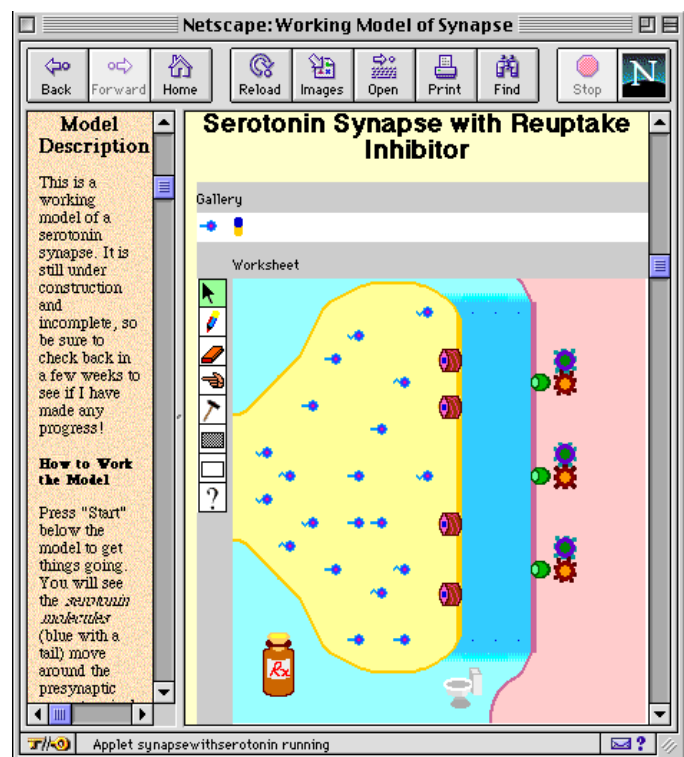 Netscape: Working Model of Synapse
Back Forward Home Reload Images Open Print Find Stop N
Model
Description
This is a
working
model of a
serotonin
synapse. It is
still under
construction
and
incomplete, so
be sure to
check back in
a few weeks to
see if I have
made any
progress!
How to Work
the Model
Press "Start"
below the
model to get
things going.
You will see
the serotonin
molecules
(blue with a
tail) move
around the
presynaptic
Serotonin Synapse with Reuptake
Inhibitor
Gallery
Worksheet
?
Rx
Applet synapsewithserotonin running
?